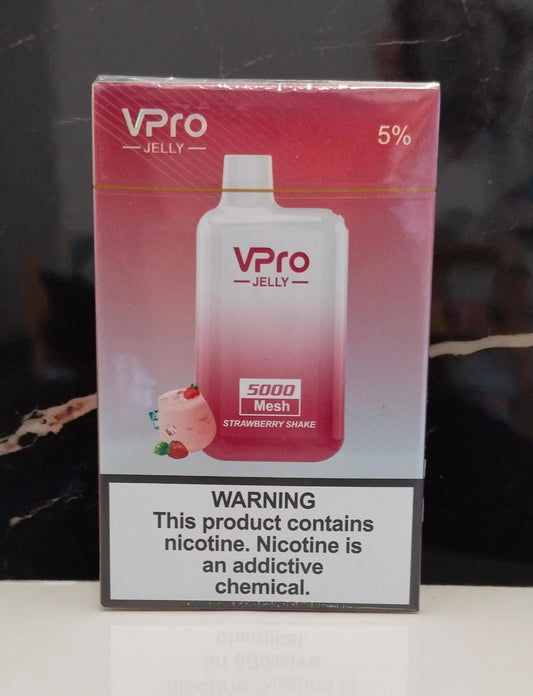 VPro
JELLY
5%
VPro
JELLY
5000
Mesh
STRAWBERRY SHAKE
WARNING
This product contains
nicotine. Nicotine is
an addictive
chemical.